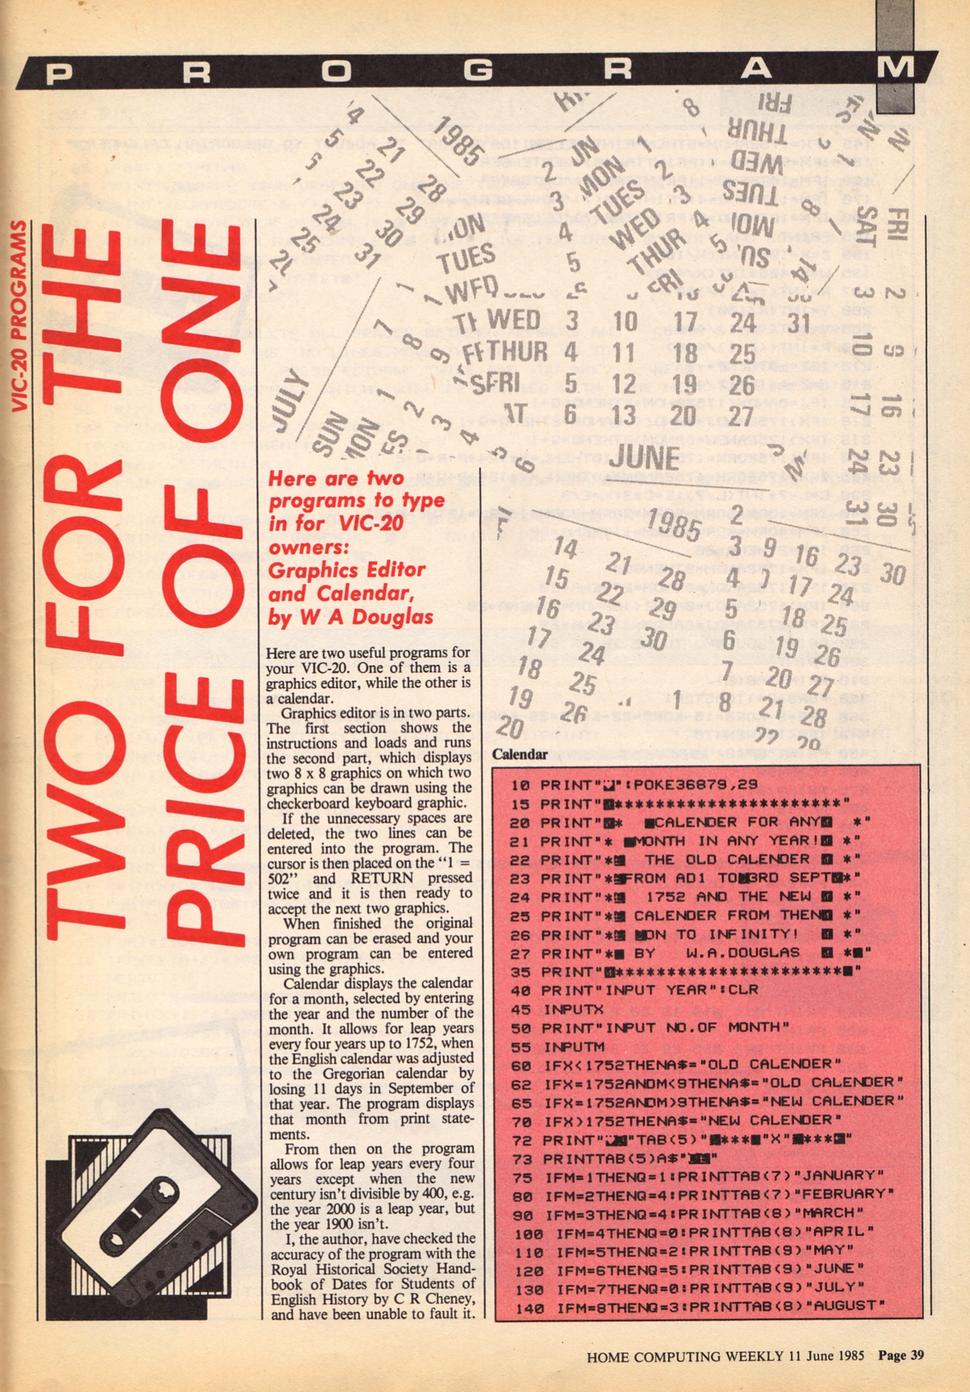 P R O G R A M
VIC-20 PROGRAMS
TWO FOR THE
PRICE OF ONE
1985
WED 3 10 17 24 31
THUR 4 11 18 25
FRI 5 12 19 26
6 13 20 27
JULY
JUNE
1985
Here are two
programs to type
in for VIC-20
owners:
Graphics Editor
and Calendar,
by W A Douglas
Here are two useful programs for
your VIC-20. One of them is a
graphics editor, while the other is
a calendar.
Graphics editor is in two parts.
The first section shows the
instructions and loads and runs
the second part, which displays
two 8 x 8 graphics on which two
graphics can be drawn using the
checkerboard keyboard graphic.
If the unnecessary spaces are
deleted, the two lines can be
entered into the program. The
cursor is then placed on the “1 =
502” and RETURN pressed
twice and it is then ready to
accept the next two graphics.
When finished the original
program can be erased and your
own program can be entered
using the graphics.
Calendar displays the calendar
for a month, selected by entering
the year and the number of the
month. It allows for leap years
every four years up to 1752, when
the English calendar was adjusted
to the Gregorian calendar by
losing 11 days in September of
that year. The program displays
that month from print state-
ments.
From then on the program
allows for leap years every four
years except when the new
century isn't divisible by 400, e.g.
the year 2000 is a leap year, but
the year 1900 isn't.
I, the author, have checked the
accuracy of the program with the
Royal Historical Society Hand-
book of Dates for Students of
English History by C R Cheney,
and have been unable to fault it.
Calendar
10 PRINT"":POKE36879,29
15 PRINT"**********************"
20 PRINT"* CALENDER FOR ANY *"
21 PRINT"* MONTH IN ANY YEAR! *"
22 PRINT"* THE OLD CALENDER *"
23 PRINT"*FROM AD1 TO 3RD SEPT*"
24 PRINT"* 1752 AND THE NEW *"
25 PRINT"* CALENDER FROM THEN *"
26 PRINT"* ON TO INFINITY! *"
27 PRINT"* BY W.A.DOUGLAS *"
35 PRINT"**********************"
40 PRINT"INPUT YEAR":CLR
45 INPUTX
50 PRINT"INPUT NO.OF MONTH"
55 INPUTM
60 IFX<1752THENA$="OLD CALENDER"
62 IFX=1752ANDM<9THENA$="OLD CALENDER"
65 IFX=1752ANDM>9THENA$="NEW CALENDER"
70 IFX>1752THENA$="NEW CALENDER"
72 PRINT""TAB(5)"***"X"***"
73 PRINTTAB(5)A$""
75 IFM=1THENQ=1:PRINTTAB(7)"JANUARY"
80 IFM=2THENQ=4:PRINTTAB(7)"FEBRUARY"
90 IFM=3THENQ=4:PRINTTAB(8)"MARCH"
100 IFM=4THENQ=0:PRINTTAB(8)"APRIL"
110 IFM=5THENQ=2:PRINTTAB(9)"MAY"
120 IFM=6THENQ=5:PRINTTAB(9)"JUNE"
130 IFM=7THENQ=0:PRINTTAB(9)"JULY"
140 IFM=8THENQ=3:PRINTTAB(8)"AUGUST"
HOME COMPUTING WEEKLY 11 June 1985 Page 39